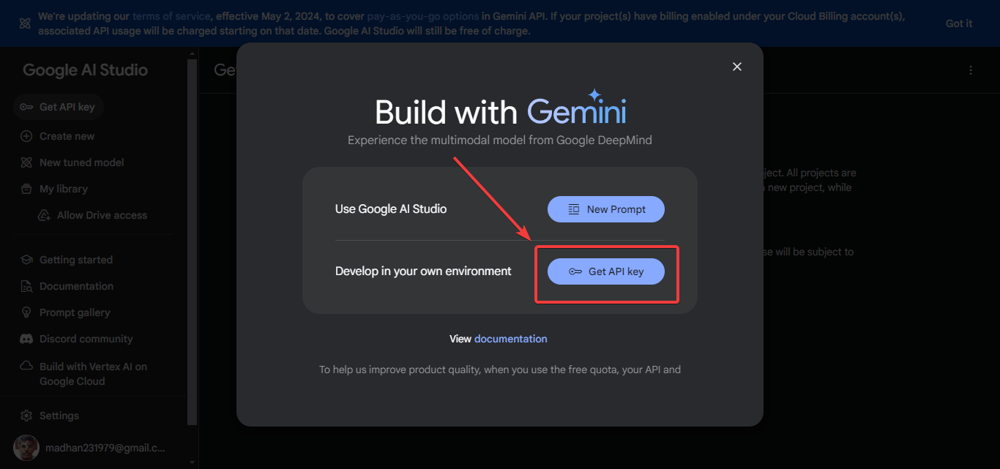 We're updating our terms of service, effective May 2, 2024, to cover pay-as-you-go options in Gemini API. If your project(s) have billing enabled under your Cloud Billing account(s),
associated API usage will be charged starting on that date. Google AI Studio will still be free of charge.
Got it
Google AI Studio
Get API key
Create new
New tuned model
My library
Allow Drive access
Getting started
Documentation
Prompt gallery
Discord community
Build with Vertex AI on
Google Cloud
Settings
madhan231979@gmail.c...
Ge
Build with Gemini
Experience the multimodal model from Google DeepMind
Use Google AI Studio
New Prompt
Develop in your own environment
Get API key
View documentation
To help us improve product quality, when you use the free quota, your API and
ject. All projects are
new project, while
se will be subject to